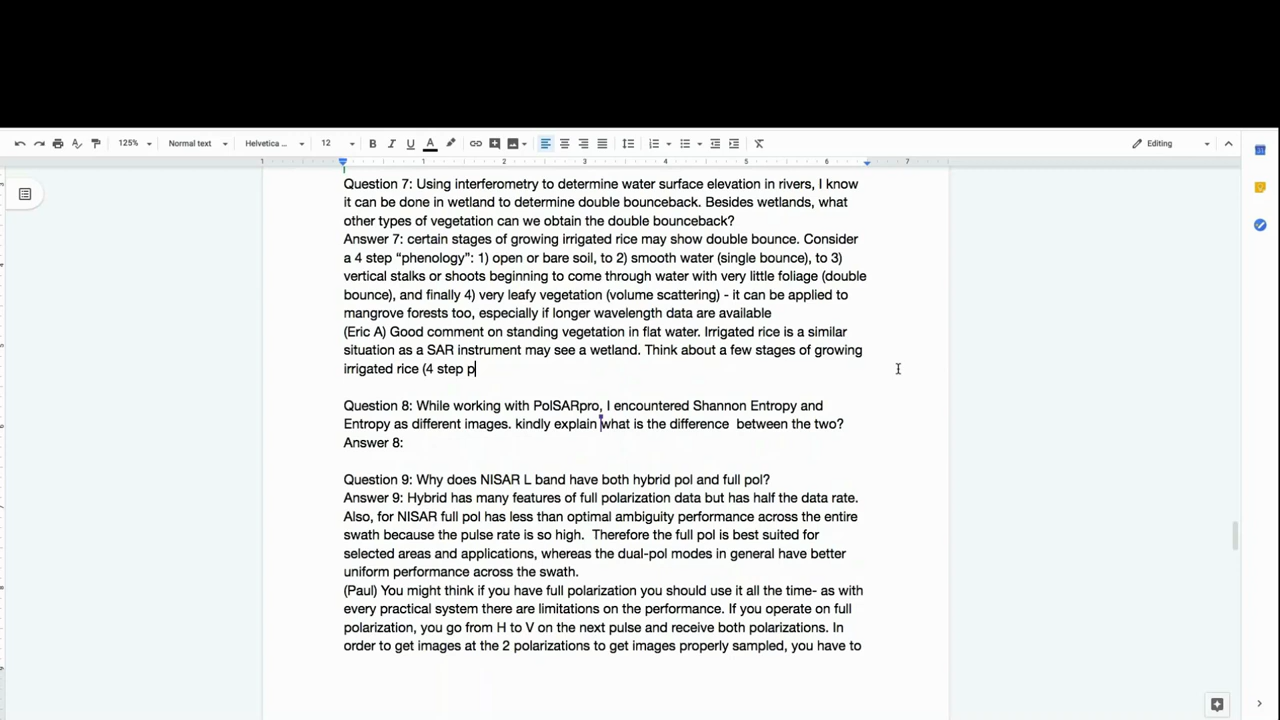 125% Normal text Helvetica ... 12 B I U A Editing
1 1 2 3 4 5 6 7
Question 7: Using interferometry to determine water surface elevation in rivers, I know
it can be done in wetland to determine double bounceback. Besides wetlands, what
other types of vegetation can we obtain the double bounceback?
Answer 7: certain stages of growing irrigated rice may show double bounce. Consider
a 4 step “phenology”: 1) open or bare soil, to 2) smooth water (single bounce), to 3)
vertical stalks or shoots beginning to come through water with very little foliage (double
bounce), and finally 4) very leafy vegetation (volume scattering) - it can be applied to
mangrove forests too, especially if longer wavelength data are available
(Eric A) Good comment on standing vegetation in flat water. Irrigated rice is a similar
situation as a SAR instrument may see a wetland. Think about a few stages of growing
irrigated rice (4 step p
Question 8: While working with PolSARpro, I encountered Shannon Entropy and
Entropy as different images. kindly explain what is the difference  between the two?
Answer 8:
Question 9: Why does NISAR L band have both hybrid pol and full pol?
Answer 9: Hybrid has many features of full polarization data but has half the data rate.
Also, for NISAR full pol has less than optimal ambiguity performance across the entire
swath because the pulse rate is so high.  Therefore the full pol is best suited for
selected areas and applications, whereas the dual-pol modes in general have better
uniform performance across the swath.
(Paul) You might think if you have full polarization you should use it all the time- as with
every practical system there are limitations on the performance. If you operate on full
polarization, you go from H to V on the next pulse and receive both polarizations. In
order to get images at the 2 polarizations to get images properly sampled, you have to